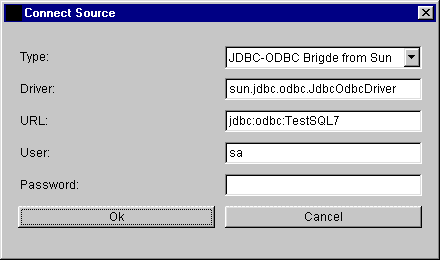 Connect Source
Type: JDBC-ODBC Brigde from Sun
Driver: sun.jdbc.odbc.JdbcOdbcDriver
URL: jdbc:odbc:TestSQL7
User: sa
Password:
Ok Cancel